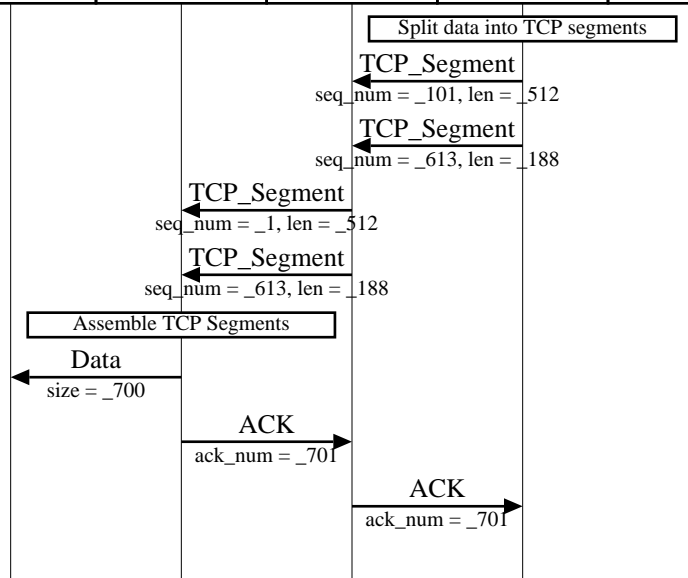 Split data into TCP segments
TCP_Segment
seq_num = _101, len = _512
TCP_Segment
seq_num = _613, len = _188
TCP_Segment
seq_num = _1, len = _512
TCP_Segment
seq_num = _613, len = _188
Assemble TCP Segments
Data
size = _700
ACK
ack_num = _701
ACK
ack_num = _701